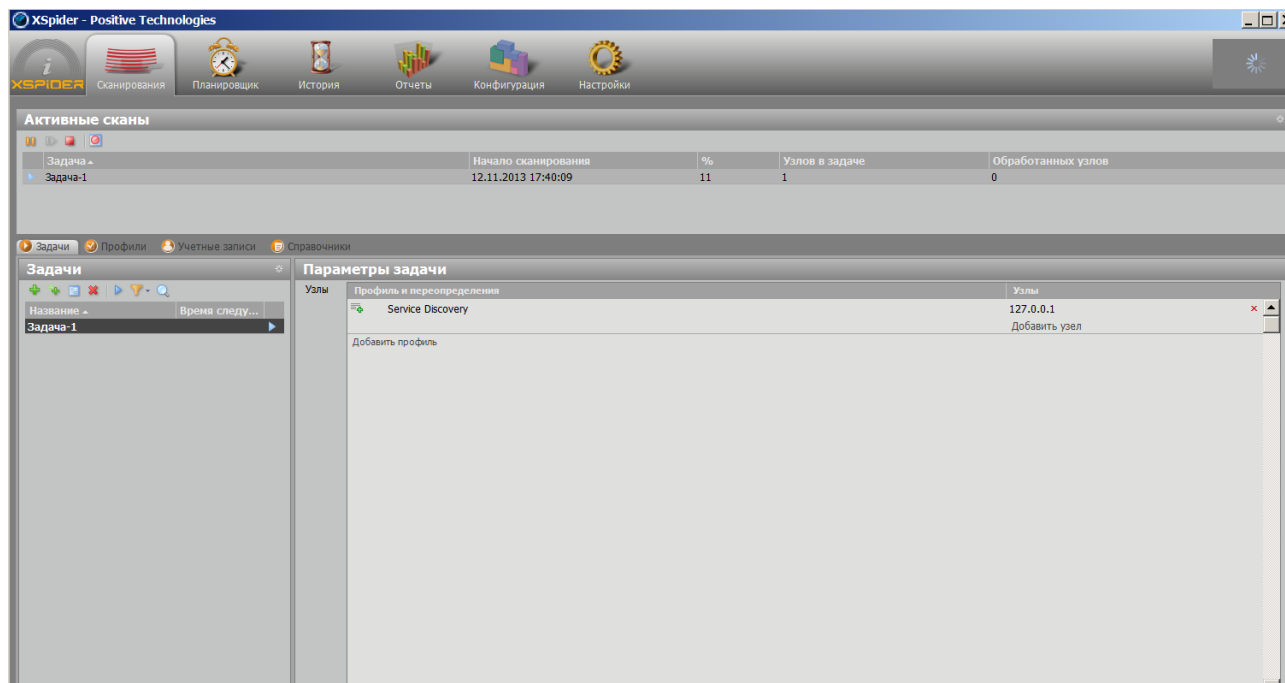 XSpider - Positive Technologies
XSPIDER Сканирования Планировщик История Отчеты Конфигурация Настройки
Активные сканы
Задача Начало сканирования % Узлов в задаче Обработанных узлов
Задача-1 12.11.2013 17:40:09 11 1 0
Задачи Профили Учетные записи Справочники
Задачи Параметры задачи
Узлы Профиль и переопределения Узлы
Название Время следу...
Service Discovery 127.0.0.1
Задача-1 Добавить узел
Добавить профиль